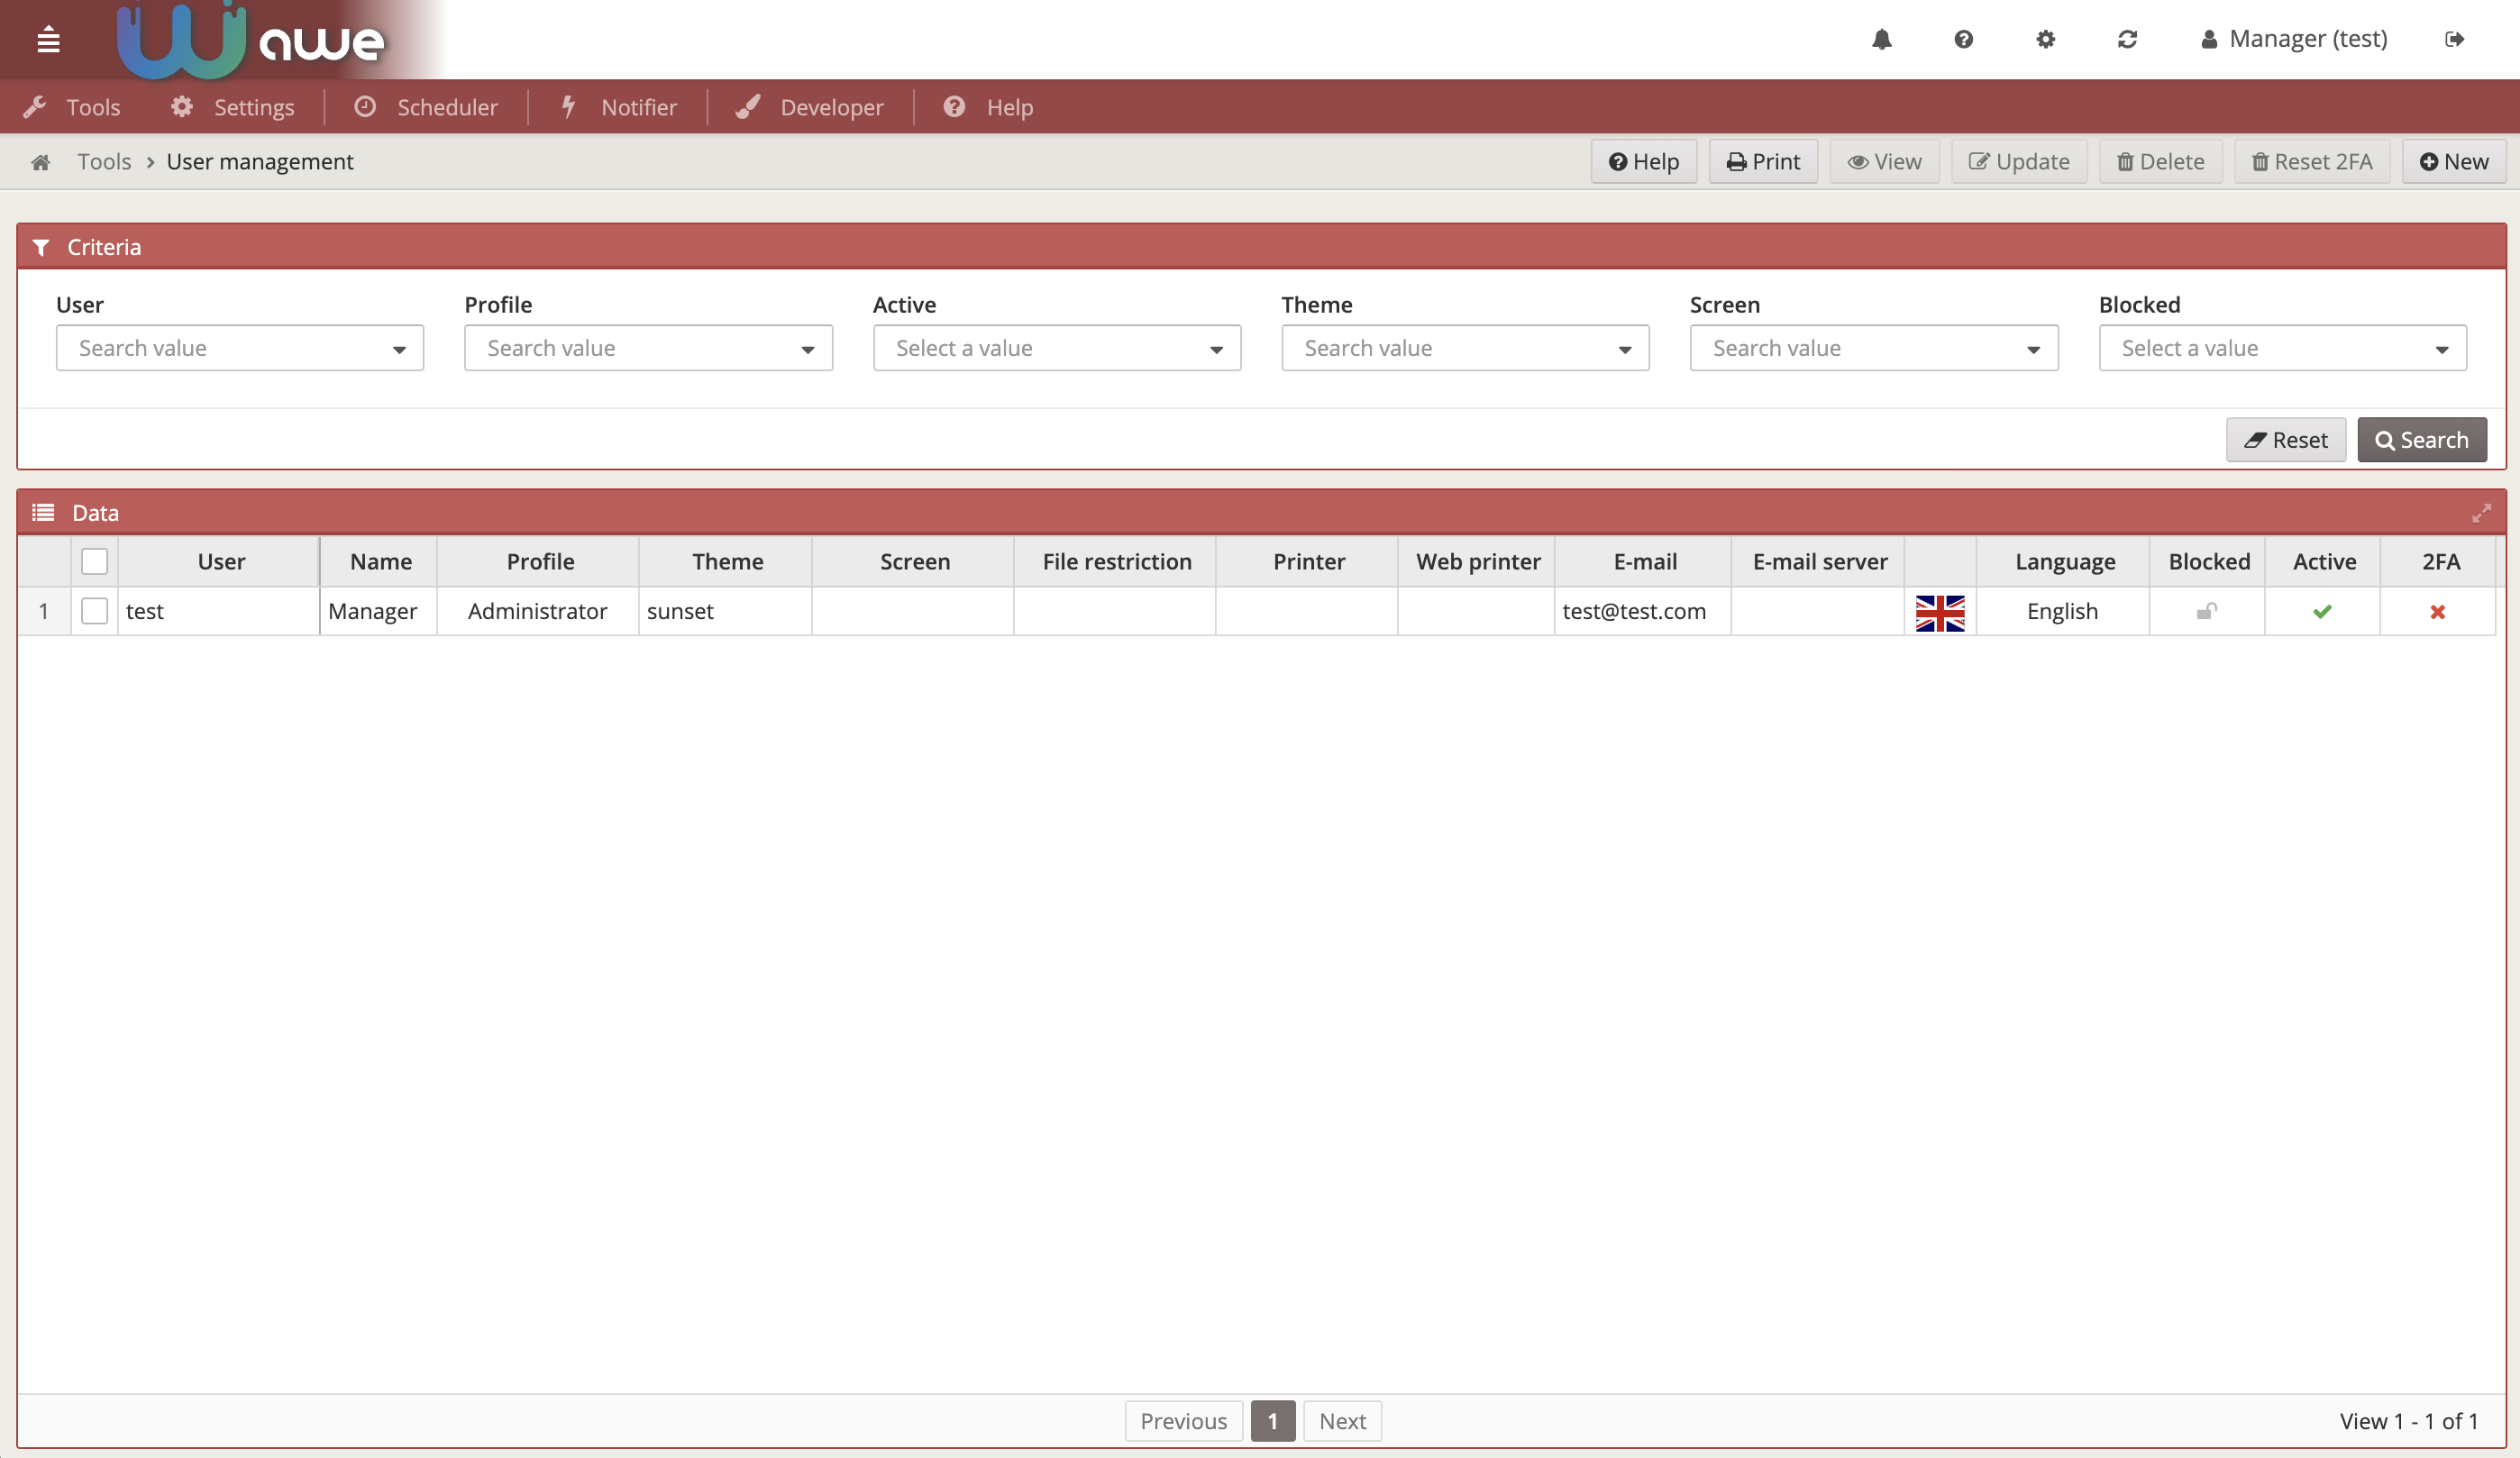 awe
Manager (test)
Tools Settings Scheduler Notifier Developer Help
Tools User management Help Print View Update Delete Reset 2FA New
Criteria
User Profile Active Theme Screen Blocked
Search value Search value Select a value Search value Search value Select a value
Reset Search
Data
User Name Profile Theme Screen File restriction Printer Web printer E-mail E-mail server Language Blocked Active 2FA
1 test Manager Administrator sunset test@test.com English
Previous 1 Next View 1 - 1 of 1